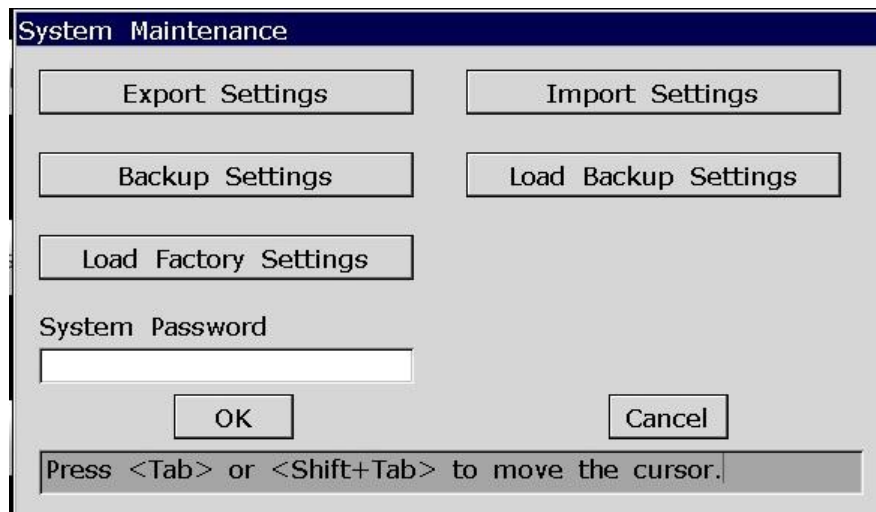 System Maintenance
Export Settings
Import Settings
Backup Settings
Load Backup Settings
Load Factory Settings
System Password
OK
Cancel
Press <Tab> or <Shift+Tab> to move the cursor.